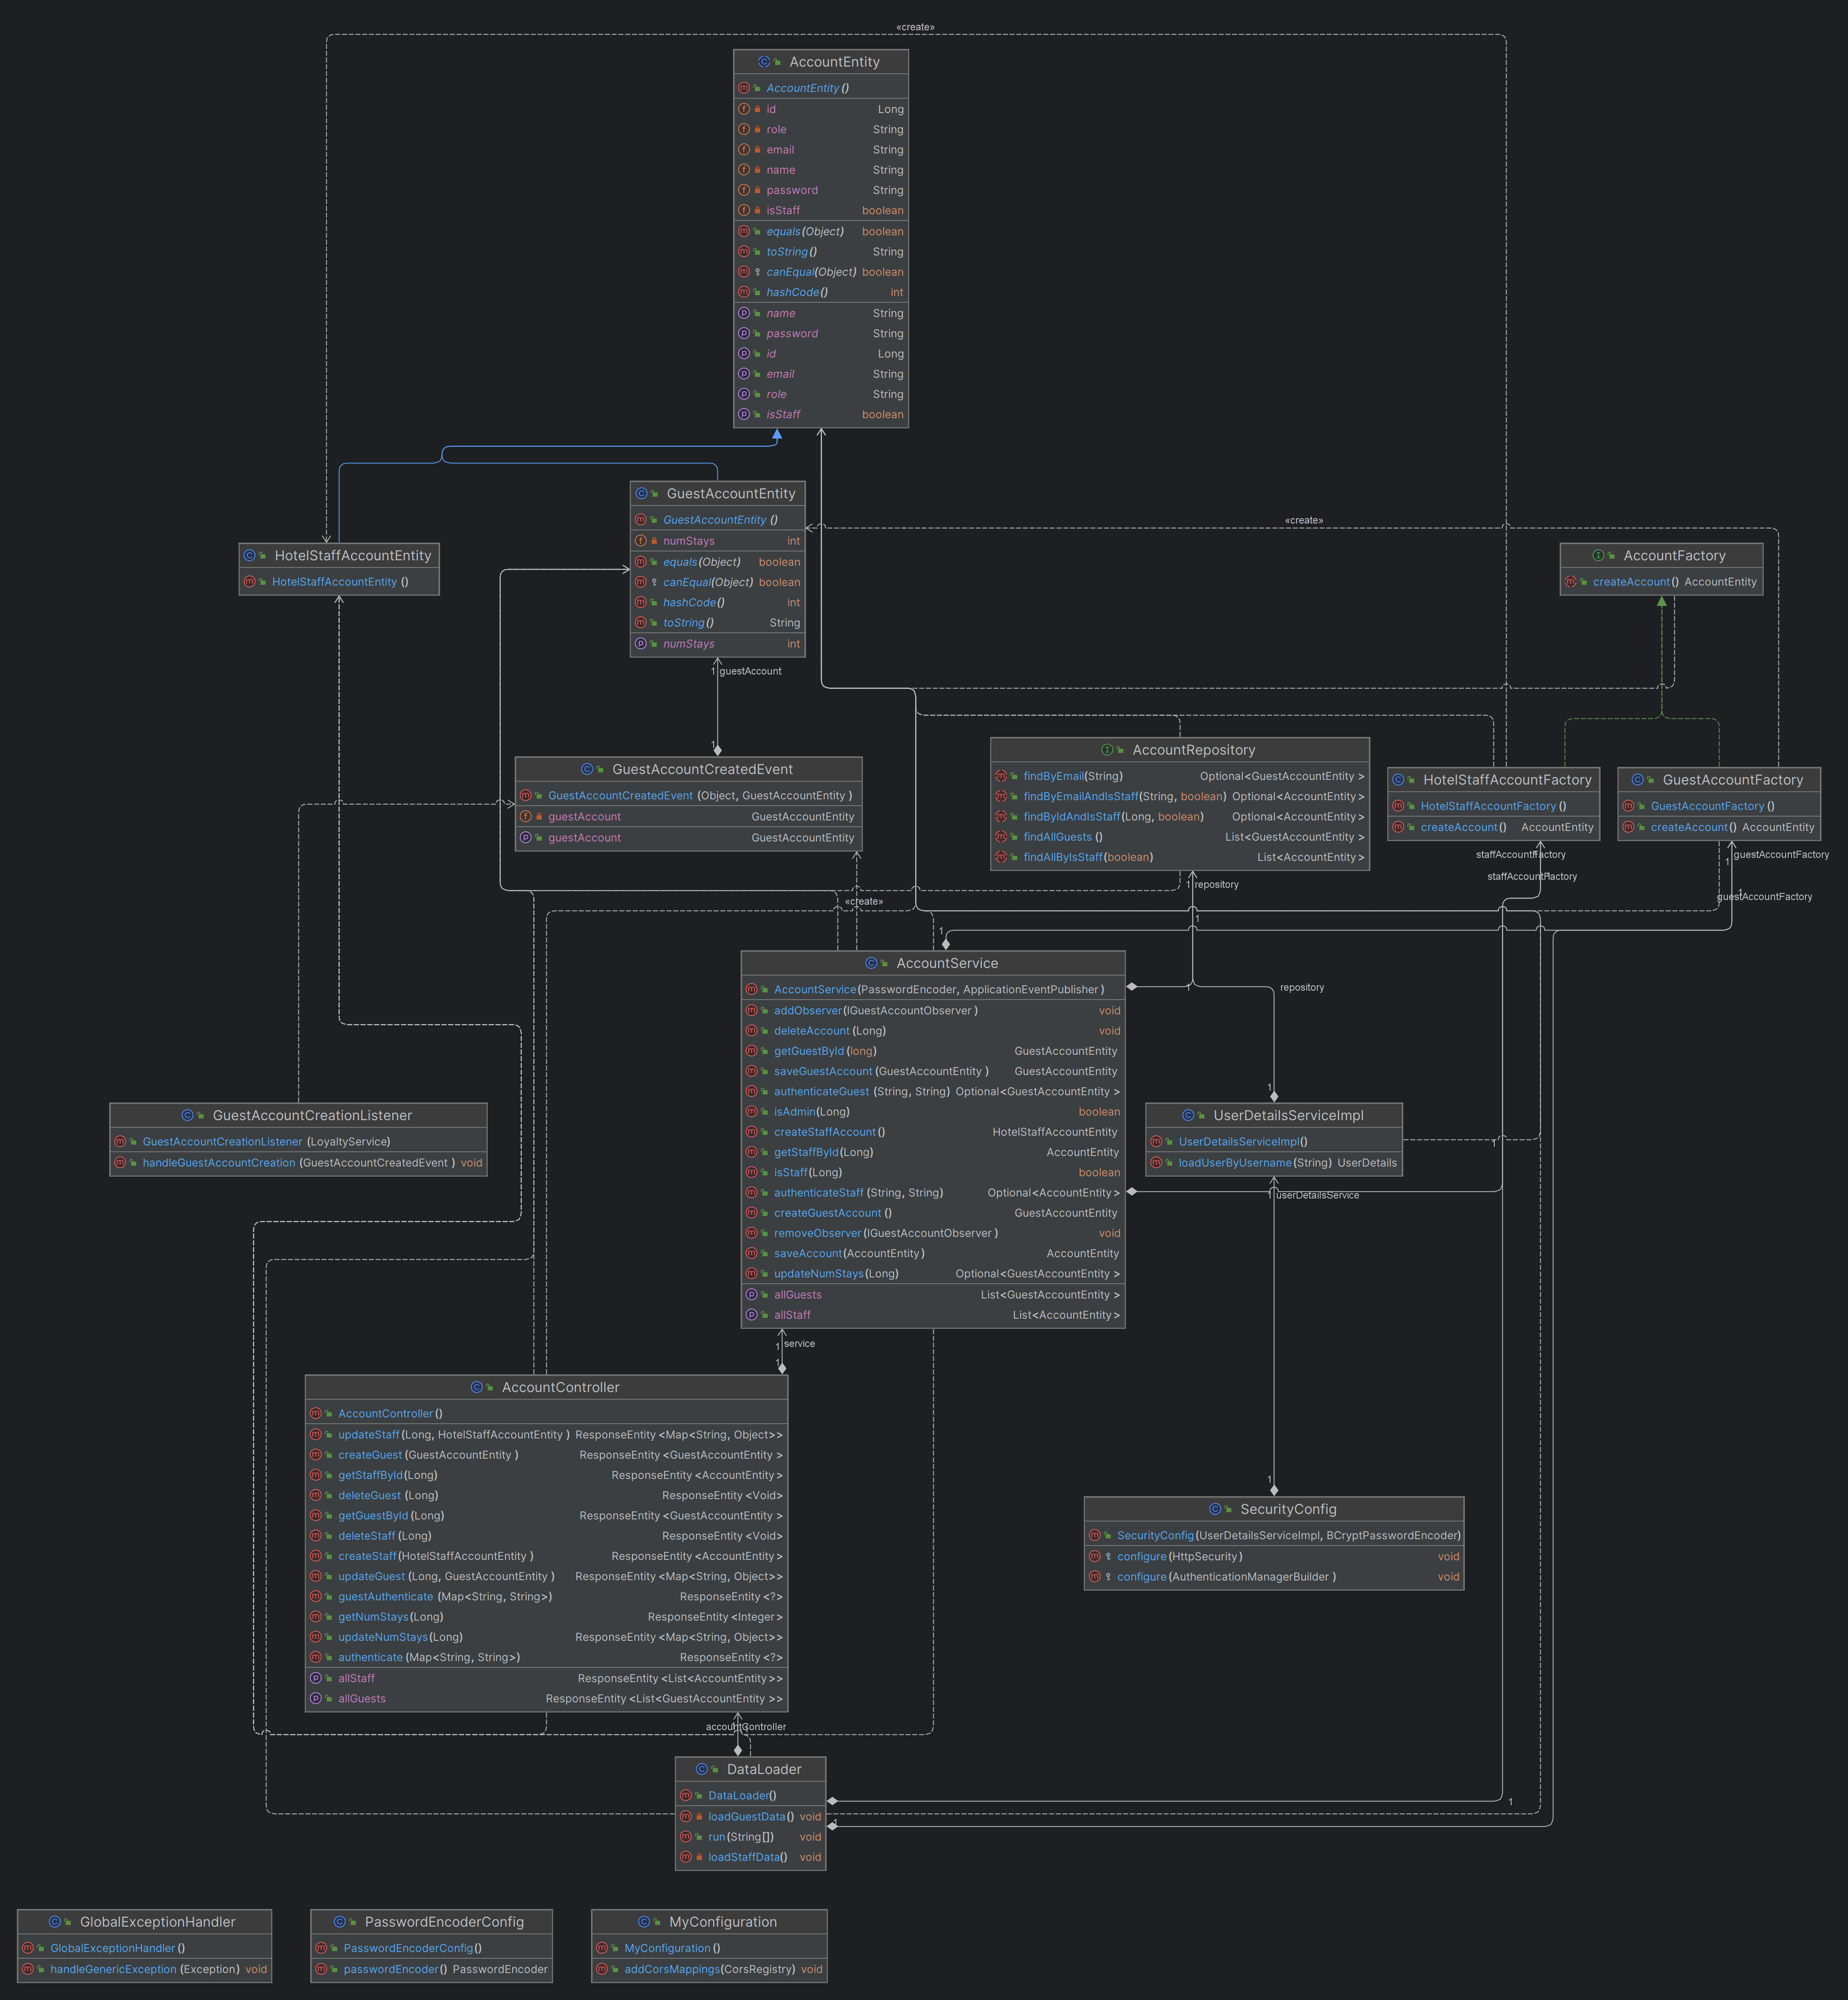 «create»
AccountEntity
AccountEntity ()
id Long
role String
email String
name String
password String
isStaff boolean
equals(Object) boolean
toString() String
canEqual(Object) boolean
hashCode() int
name String
password String
id Long
email String
role String
isStaff boolean
GuestAccountEntity
GuestAccountEntity ()
numStays int
equals(Object) boolean
canEqual(Object) boolean
hashCode() int
toString() String
numStays int
«create»
HotelStaffAccountEntity
HotelStaffAccountEntity ()
AccountFactory
createAccount() AccountEntity
1 guestAccount
1
GuestAccountCreatedEvent
GuestAccountCreatedEvent (Object, GuestAccountEntity )
guestAccount GuestAccountEntity
guestAccount GuestAccountEntity
AccountRepository
findByEmail(String) Optional<GuestAccountEntity >
findByEmailAndIsStaff(String, boolean) Optional<AccountEntity >
findByIdAndIsStaff(Long, boolean) Optional<AccountEntity >
findAllGuests () List<GuestAccountEntity >
findAllByIsStaff(boolean) List<AccountEntity >
HotelStaffAccountFactory
HotelStaffAccountFactory ()
createAccount() AccountEntity
GuestAccountFactory
GuestAccountFactory ()
createAccount() AccountEntity
staffAccountFactory
1 guestAccountFactory
staffAccountFactory
1 repository
1
guestAccountFactory
«create»
1
1
AccountService
AccountService(PasswordEncoder, ApplicationEventPublisher )
addObserver(IGuestAccountObserver ) void
deleteAccount (Long) void
getGuestById (long) GuestAccountEntity
saveGuestAccount (GuestAccountEntity ) GuestAccountEntity
authenticateGuest (String, String) Optional<GuestAccountEntity >
isAdmin(Long) boolean
createStaffAccount () HotelStaffAccountEntity
getStaffById(Long) AccountEntity
isStaff(Long) boolean
authenticateStaff (String, String) Optional<AccountEntity >
createGuestAccount () GuestAccountEntity
removeObserver(IGuestAccountObserver ) void
saveAccount(AccountEntity) AccountEntity
updateNumStays(Long) Optional<GuestAccountEntity >
allGuests List<GuestAccountEntity >
allStaff List<AccountEntity >
1
repository
1
GuestAccountCreationListener
GuestAccountCreationListener (LoyaltyService)
handleGuestAccountCreation (GuestAccountCreatedEvent ) void
UserDetailsServiceImpl
UserDetailsServiceImpl()
loadUserByUsername(String) UserDetails
1
1 userDetailsService
1 service
1
AccountController
AccountController ()
updateStaff(Long, HotelStaffAccountEntity ) ResponseEntity <Map<String, Object>>
createGuest (GuestAccountEntity ) ResponseEntity <GuestAccountEntity >
getStaffById(Long) ResponseEntity <AccountEntity >
deleteGuest (Long) ResponseEntity <Void>
getGuestById (Long) ResponseEntity <GuestAccountEntity >
deleteStaff (Long) ResponseEntity <Void>
createStaff(HotelStaffAccountEntity ) ResponseEntity <AccountEntity >
updateGuest (Long, GuestAccountEntity ) ResponseEntity <Map<String, Object>>
guestAuthenticate (Map<String, String>) ResponseEntity <?>
getNumStays(Long) ResponseEntity <Integer >
updateNumStays(Long) ResponseEntity <Map<String, Object>>
authenticate (Map<String, String>) ResponseEntity <?>
allStaff ResponseEntity <List<AccountEntity >>
allGuests ResponseEntity <List<GuestAccountEntity >>
1
SecurityConfig
SecurityConfig (UserDetailsServiceImpl, BCryptPasswordEncoder)
configure (HttpSecurity ) void
configure (AuthenticationManagerBuilder ) void
accountController
DataLoader
DataLoader()
loadGuestData() void
run(String[]) void
loadStaffData() void
1
1
GlobalExceptionHandler
GlobalExceptionHandler ()
handleGenericException (Exception) void
PasswordEncoderConfig
PasswordEncoderConfig()
passwordEncoder() PasswordEncoder
MyConfiguration
MyConfiguration ()
addCorsMappings(CorsRegistry) void